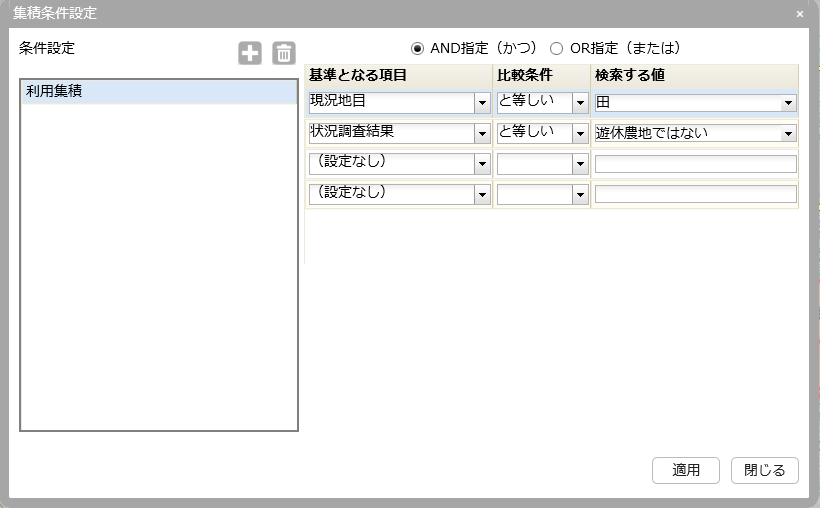 集積条件設定 ×
条件設定
AND指定（かつ） OR指定（または）
基準となる項目 比較条件 検索する値
利用集積
現況地目 と等しい 田
状況調査結果 と等しい 遊休農地ではない
（設定なし）
（設定なし）
適用 閉じる